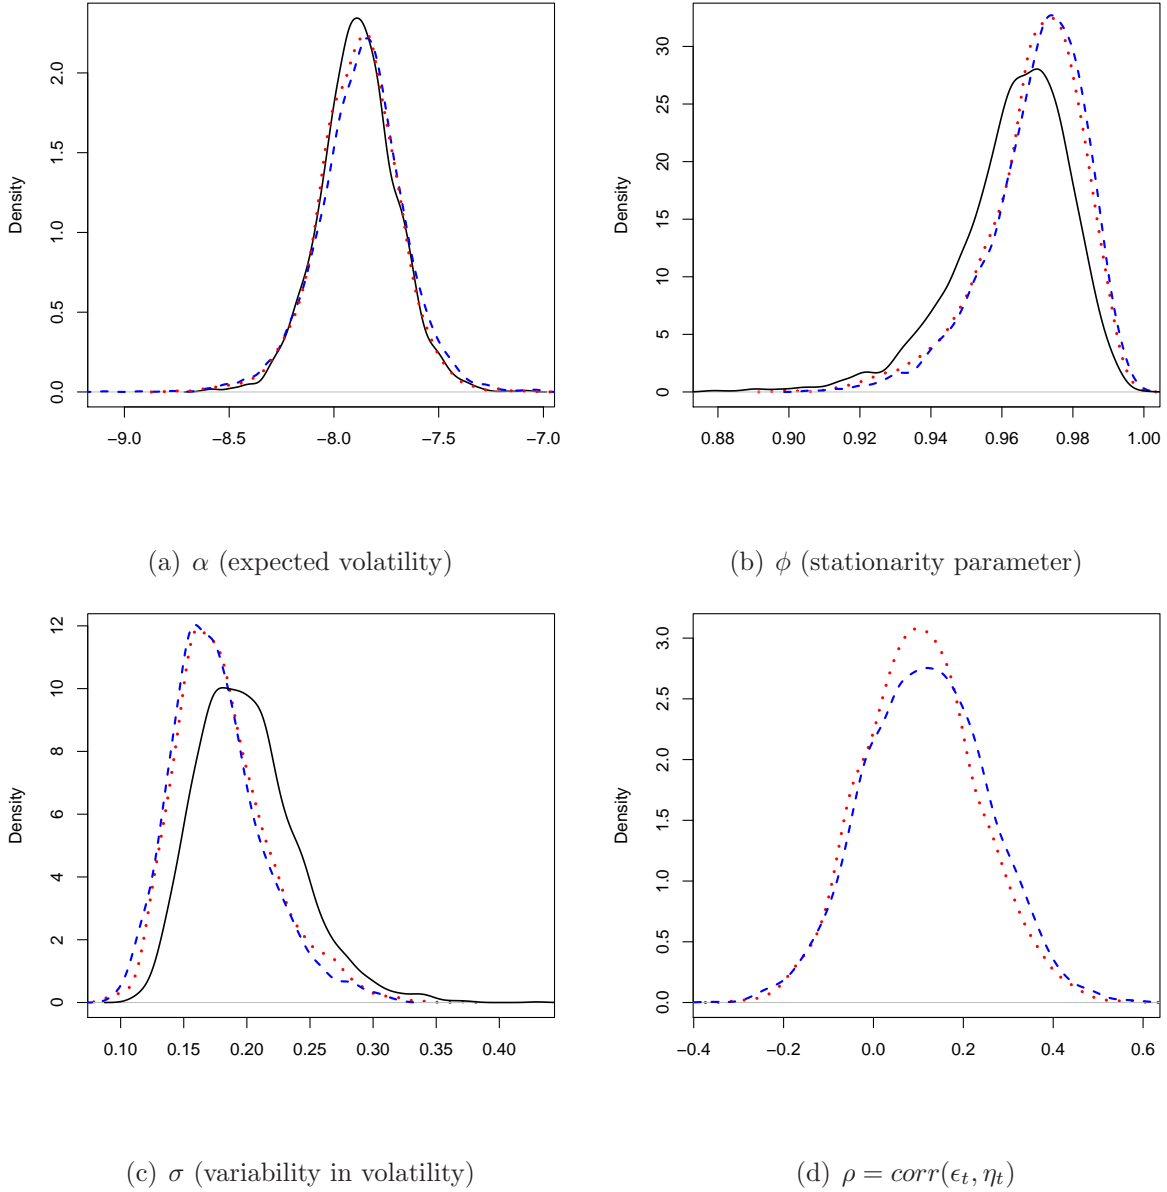 Density
0.0 0.5 1.0 1.5 2.0
−9.0 −8.5 −8.0 −7.5 −7.0
(a) α (expected volatility)
Density
0 5 10 15 20 25 30
0.88 0.90 0.92 0.94 0.96 0.98 1.00
(b) ϕ (stationarity parameter)
Density
0 2 4 6 8 10 12
0.10 0.15 0.20 0.25 0.30 0.35 0.40
(c) σ (variability in volatility)
Density
0.0 0.5 1.0 1.5 2.0 2.5 3.0
−0.4 −0.2 0.0 0.2 0.4 0.6
(d) ρ = corr(ϵt, ηt)